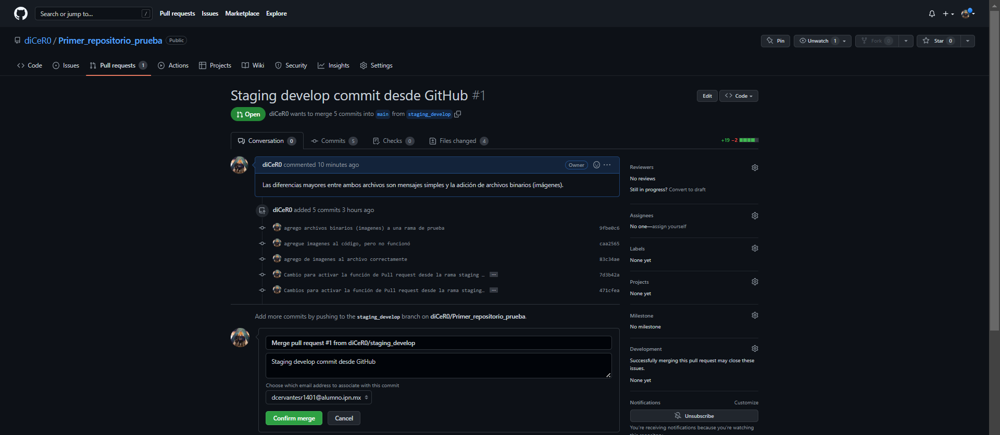 Search or jump to... /
Pull requests Issues Marketplace Explore
diCeR0 / Primer_repositorio_prueba Public
Pin Unwatch 1 Fork 0 Star 0
Code Issues Pull requests 1 Actions Projects Wiki Security Insights Settings
Staging develop commit desde GitHub #1
Edit Code
Open diCeR0 wants to merge 5 commits into main from staging_develop
Conversation 0 Commits 5 Checks 0 Files changed 4 +19 −2
diCeR0 commented 10 minutes ago Owner ...
Las diferencias mayores entre ambos archivos son mensajes simples y la adición de archivos binarios (imágenes).
diCeR0 added 5 commits 3 hours ago
agrego archivos binarios (imagenes) a una rama de prueba 9fbe0c6
agregue imagenes al código, pero no funcionó caa2565
agrego de imagenes al archivo correctamente 83c34ae
Cambio para activar la función de Pull request desde la rama staging … ... 7d3b42a
Cambios para activar la función de Pull request desde la rama staging… ... 471cfea
Add more commits by pushing to the staging_develop branch on diCeR0/Primer_repositorio_prueba.
Merge pull request #1 from diCeR0/staging_develop
Staging develop commit desde GitHub
Choose which email address to associate with this commit
dcervantesr1401@alumno.ipn.mx
Confirm merge Cancel
Reviewers
No reviews
Still in progress? Convert to draft
Assignees
No one—assign yourself
Labels
None yet
Projects
None yet
Milestone
No milestone
Development
Successfully merging this pull request may close these
issues.
None yet
Notifications Customize
Unsubscribe
You're receiving notifications because you're watching
this repository.